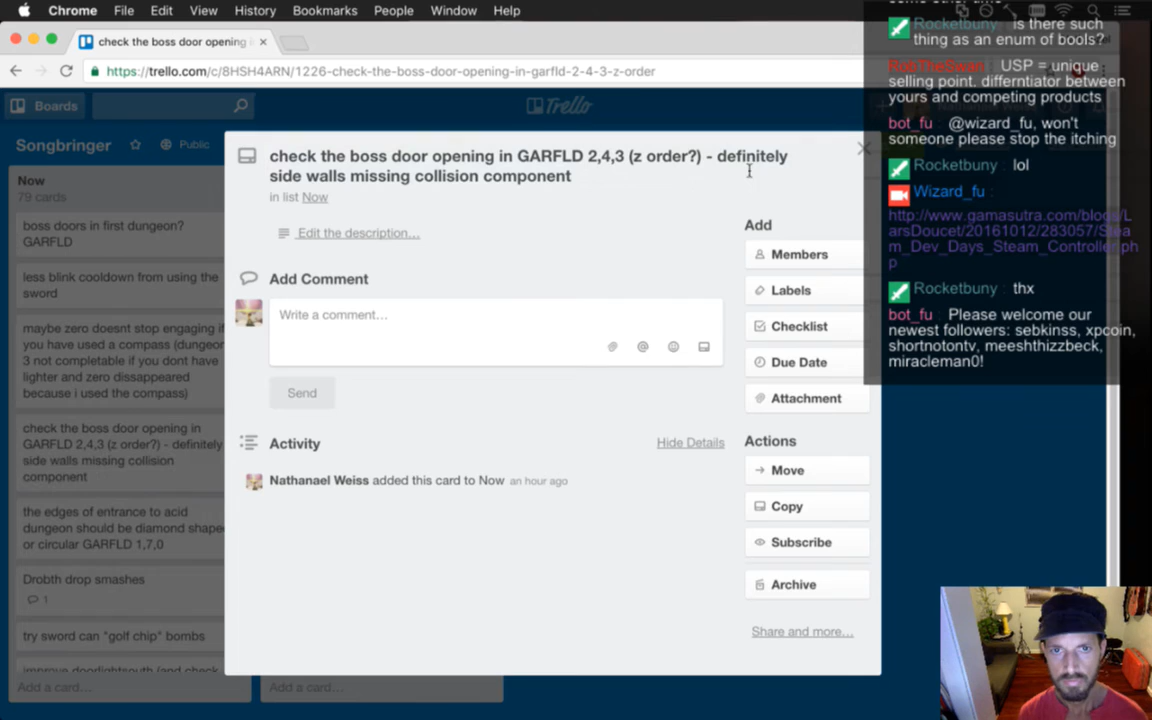 Chrome File Edit View History Bookmarks People Window Help
check the boss door opening
https://trello.com/c/8HSH4ARN/1226-check-the-boss-door-opening-in-garfld-2-4-3-z-order
Boards
Trello
Songbringer
Public
Now
79 cards
boss doors in first dungeon?
GARFLD
less blink cooldown from using the
sword
maybe zero doesnt stop engaging if
you have used a compass (dungeon
3 not completable if you dont have
lighter and zero dissappeared
because i used the compass)
check the boss door opening in
GARFLD 2,4,3 (z order?) - definitely
side walls missing collision
component
the edges of entrance to acid
dungeon should be diamond shape
or circular GARFLD 1,7,0
Drobth drop smashes
1
try sword can "golf chip" bombs
Add a card...
Add a card...
check the boss door opening in GARFLD 2,4,3 (z order?) - definitely
side walls missing collision component
in list Now
Edit the description...
Add Comment
Write a comment…
Send
Activity
Hide Details
Nathanael Weiss added this card to Now an hour ago
Add
Members
Labels
Checklist
Due Date
Attachment
Actions
Move
Copy
Subscribe
Archive
Share and more...
Rocketbuny : is there such
thing as an enum of bools?
RobTheSwan : USP = unique
selling point. differntiator between
yours and competing products
bot_fu : @wizard_fu, won't
someone please stop the itching
Rocketbuny : lol
Wizard_fu :
http://www.gamasutra.com/blogs/L
arsDoucet/20161012/283057/Stea
m_Dev_Days_Steam_Controller.ph
p
Rocketbuny : thx
bot_fu : Please welcome our
newest followers: sebkinss, xpcoin,
shortnotontv, meeshthizzbeck,
miracleman0!